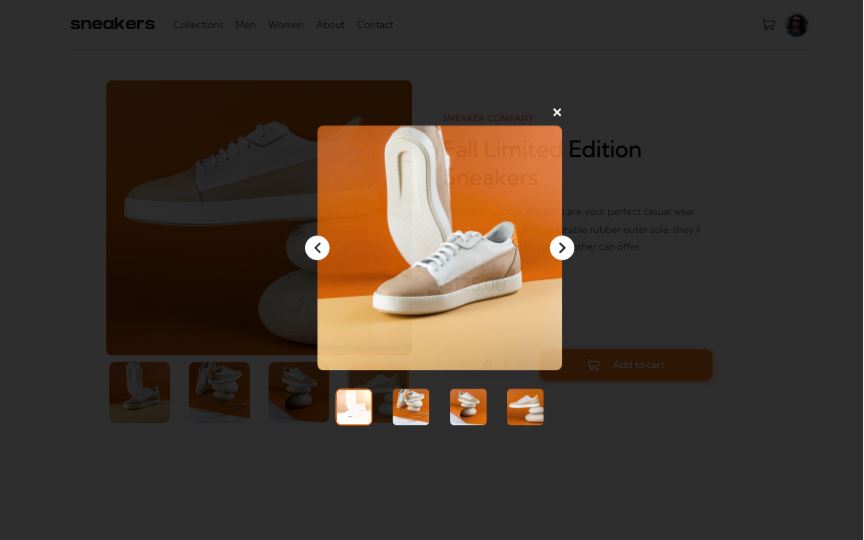 sneakers Collections Men Women About Contact
SNEAKER COMPANY
Fall Limited Edition
Sneakers
are your perfect casual wear
rable rubber outer sole, they'll
ther can offer.
125.00
0
Add to cart